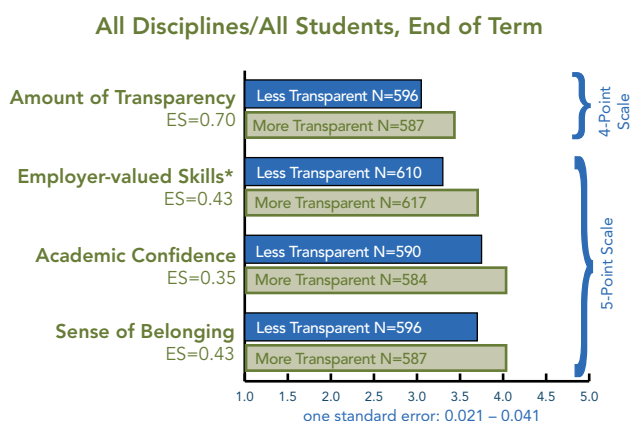 All Disciplines/All Students, End of Term
Amount of Transparency
ES=0.70
Less Transparent N=596
More Transparent N=587
4-Point
Scale
Employer-valued Skills*
ES=0.43
Less Transparent N=610
More Transparent N=617
Academic Confidence
ES=0.35
Less Transparent N=590
More Transparent N=584
5-Point Scale
Sense of Belonging
ES=0.43
Less Transparent N=596
More Transparent N=587
1.0 1.5 2.0 2.5 3.0 3.5 4.0 4.5 5.0
one standard error: 0.021 – 0.041